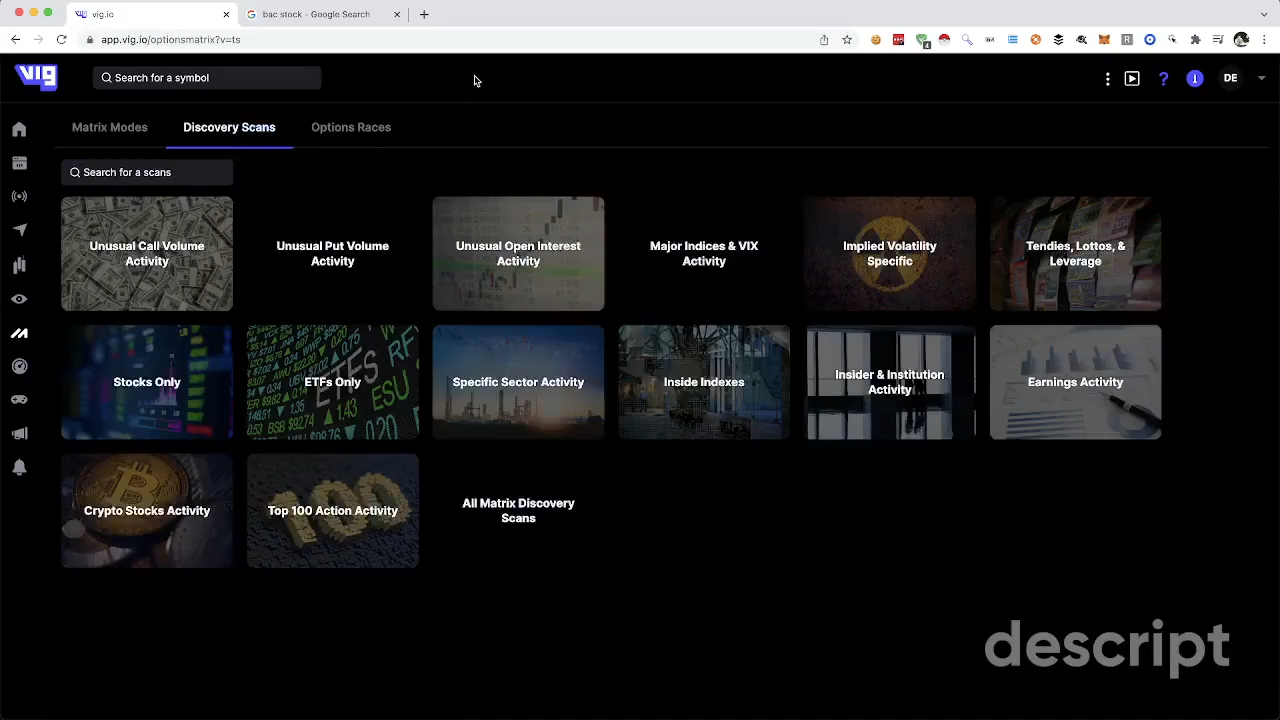 vig.io
bac stock - Google Search
app.vig.io/optionsmatrix?v=ts
4
R
vig
Search for a symbol
?
i
DE
Matrix Modes
Discovery Scans
Options Races
Search for a scans
Unusual Call Volume
Activity
Unusual Put Volume
Activity
Unusual Open Interest
Activity
Major Indices & VIX
Activity
Implied Volatility
Specific
Tendies, Lottos, &
Leverage
Stocks Only
ETFs Only
Specific Sector Activity
Inside Indexes
Insider & Institution
Activity
Earnings Activity
Crypto Stocks Activity
Top 100 Action Activity
All Matrix Discovery
Scans
descript